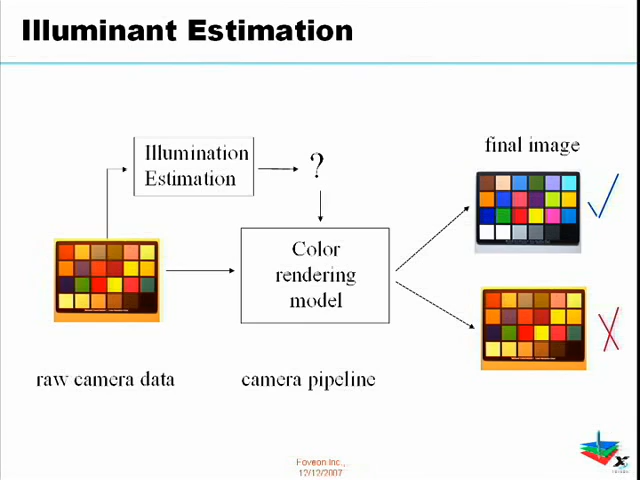 Illuminant Estimation
Illumination
Estimation
?
final image
Color
rendering
model
raw camera data
camera pipeline
Foveon Inc.,
12/12/2007